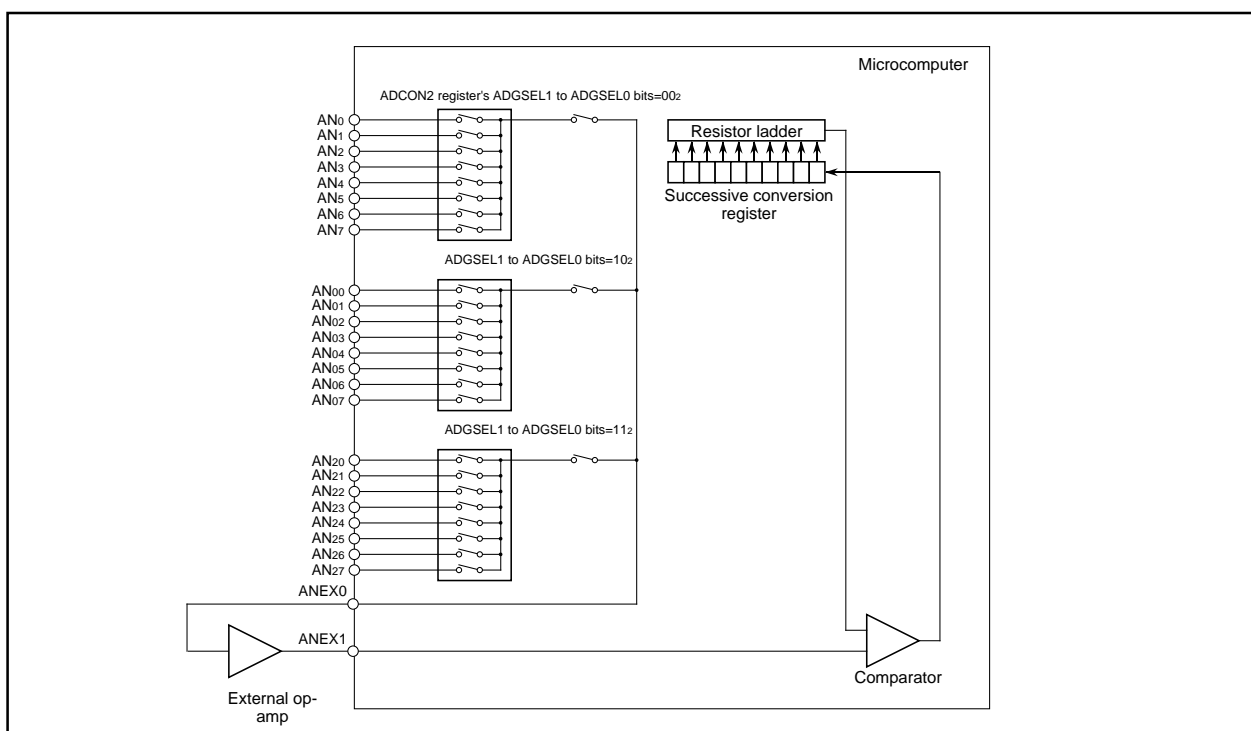 Microcomputer
ADCON2 register's ADGSEL1 to ADGSEL0 bits=002
AN0
AN1
AN2
AN3
AN4
AN5
AN6
AN7
Resistor ladder
Successive conversion
register
ADGSEL1 to ADGSEL0 bits=102
AN00
AN01
AN02
AN03
AN04
AN05
AN06
AN07
ADGSEL1 to ADGSEL0 bits=112
AN20
AN21
AN22
AN23
AN24
AN25
AN26
AN27
ANEX0
ANEX1
External op-
amp
Comparator